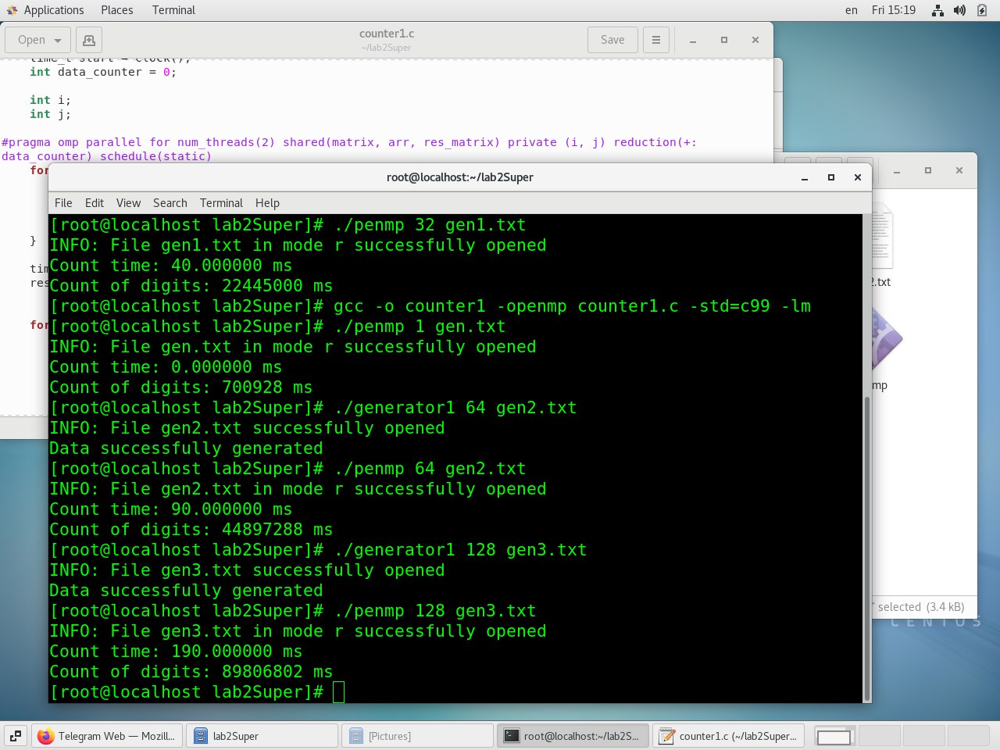 Applications Places Terminal en Fri 15:19
Open counter1.c Save
~/lab2Super
time_t start = clock();
int data_counter = 0;
int i;
int j;
#pragma omp parallel for num_threads(2) shared(matrix, arr, res_matrix) private (i, j) reduction(+:
data_counter) schedule(static)
for
}
tim
res
for
root@localhost:~/lab2Super
File Edit View Search Terminal Help
[root@localhost lab2Super]# ./penmp 32 gen1.txt
INFO: File gen1.txt in mode r successfully opened
Count time: 40.000000 ms
Count of digits: 22445000 ms
[root@localhost lab2Super]# gcc -o counter1 -openmp counter1.c -std=c99 -lm
[root@localhost lab2Super]# ./penmp 1 gen.txt
INFO: File gen.txt in mode r successfully opened
Count time: 0.000000 ms
Count of digits: 700928 ms
[root@localhost lab2Super]# ./generator1 64 gen2.txt
INFO: File gen2.txt successfully opened
Data successfully generated
[root@localhost lab2Super]# ./penmp 64 gen2.txt
INFO: File gen2.txt in mode r successfully opened
Count time: 90.000000 ms
Count of digits: 44897288 ms
[root@localhost lab2Super]# ./generator1 128 gen3.txt
INFO: File gen3.txt successfully opened
Data successfully generated
[root@localhost lab2Super]# ./penmp 128 gen3.txt
INFO: File gen3.txt in mode r successfully opened
Count time: 190.000000 ms
Count of digits: 89806802 ms
[root@localhost lab2Super]#
2.txt
mp
" selected (3.4 kB)
CENTOS
Telegram Web — Mozill... lab2Super [Pictures] root@localhost:~/lab2S... counter1.c (~/lab2Super...